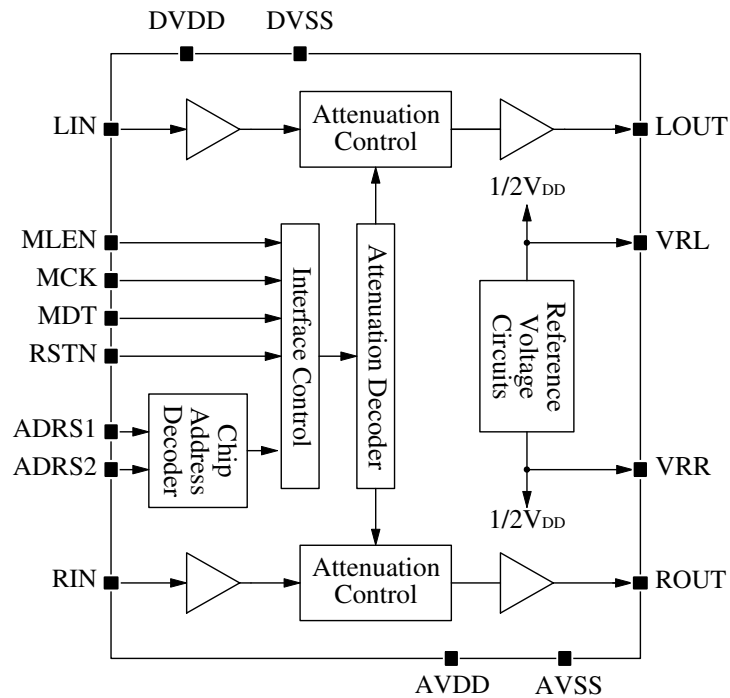 DVDD DVSS
LIN
Attenuation
Control
LOUT
1/2VDD
MLEN
MCK
MDT
RSTN
Interface Control
Attenuation Decoder
Reference
Voltage
Circuits
VRL
ADRS1
ADRS2
Chip
Address
Decoder
VRR
1/2VDD
RIN
Attenuation
Control
ROUT
AVDD AVSS